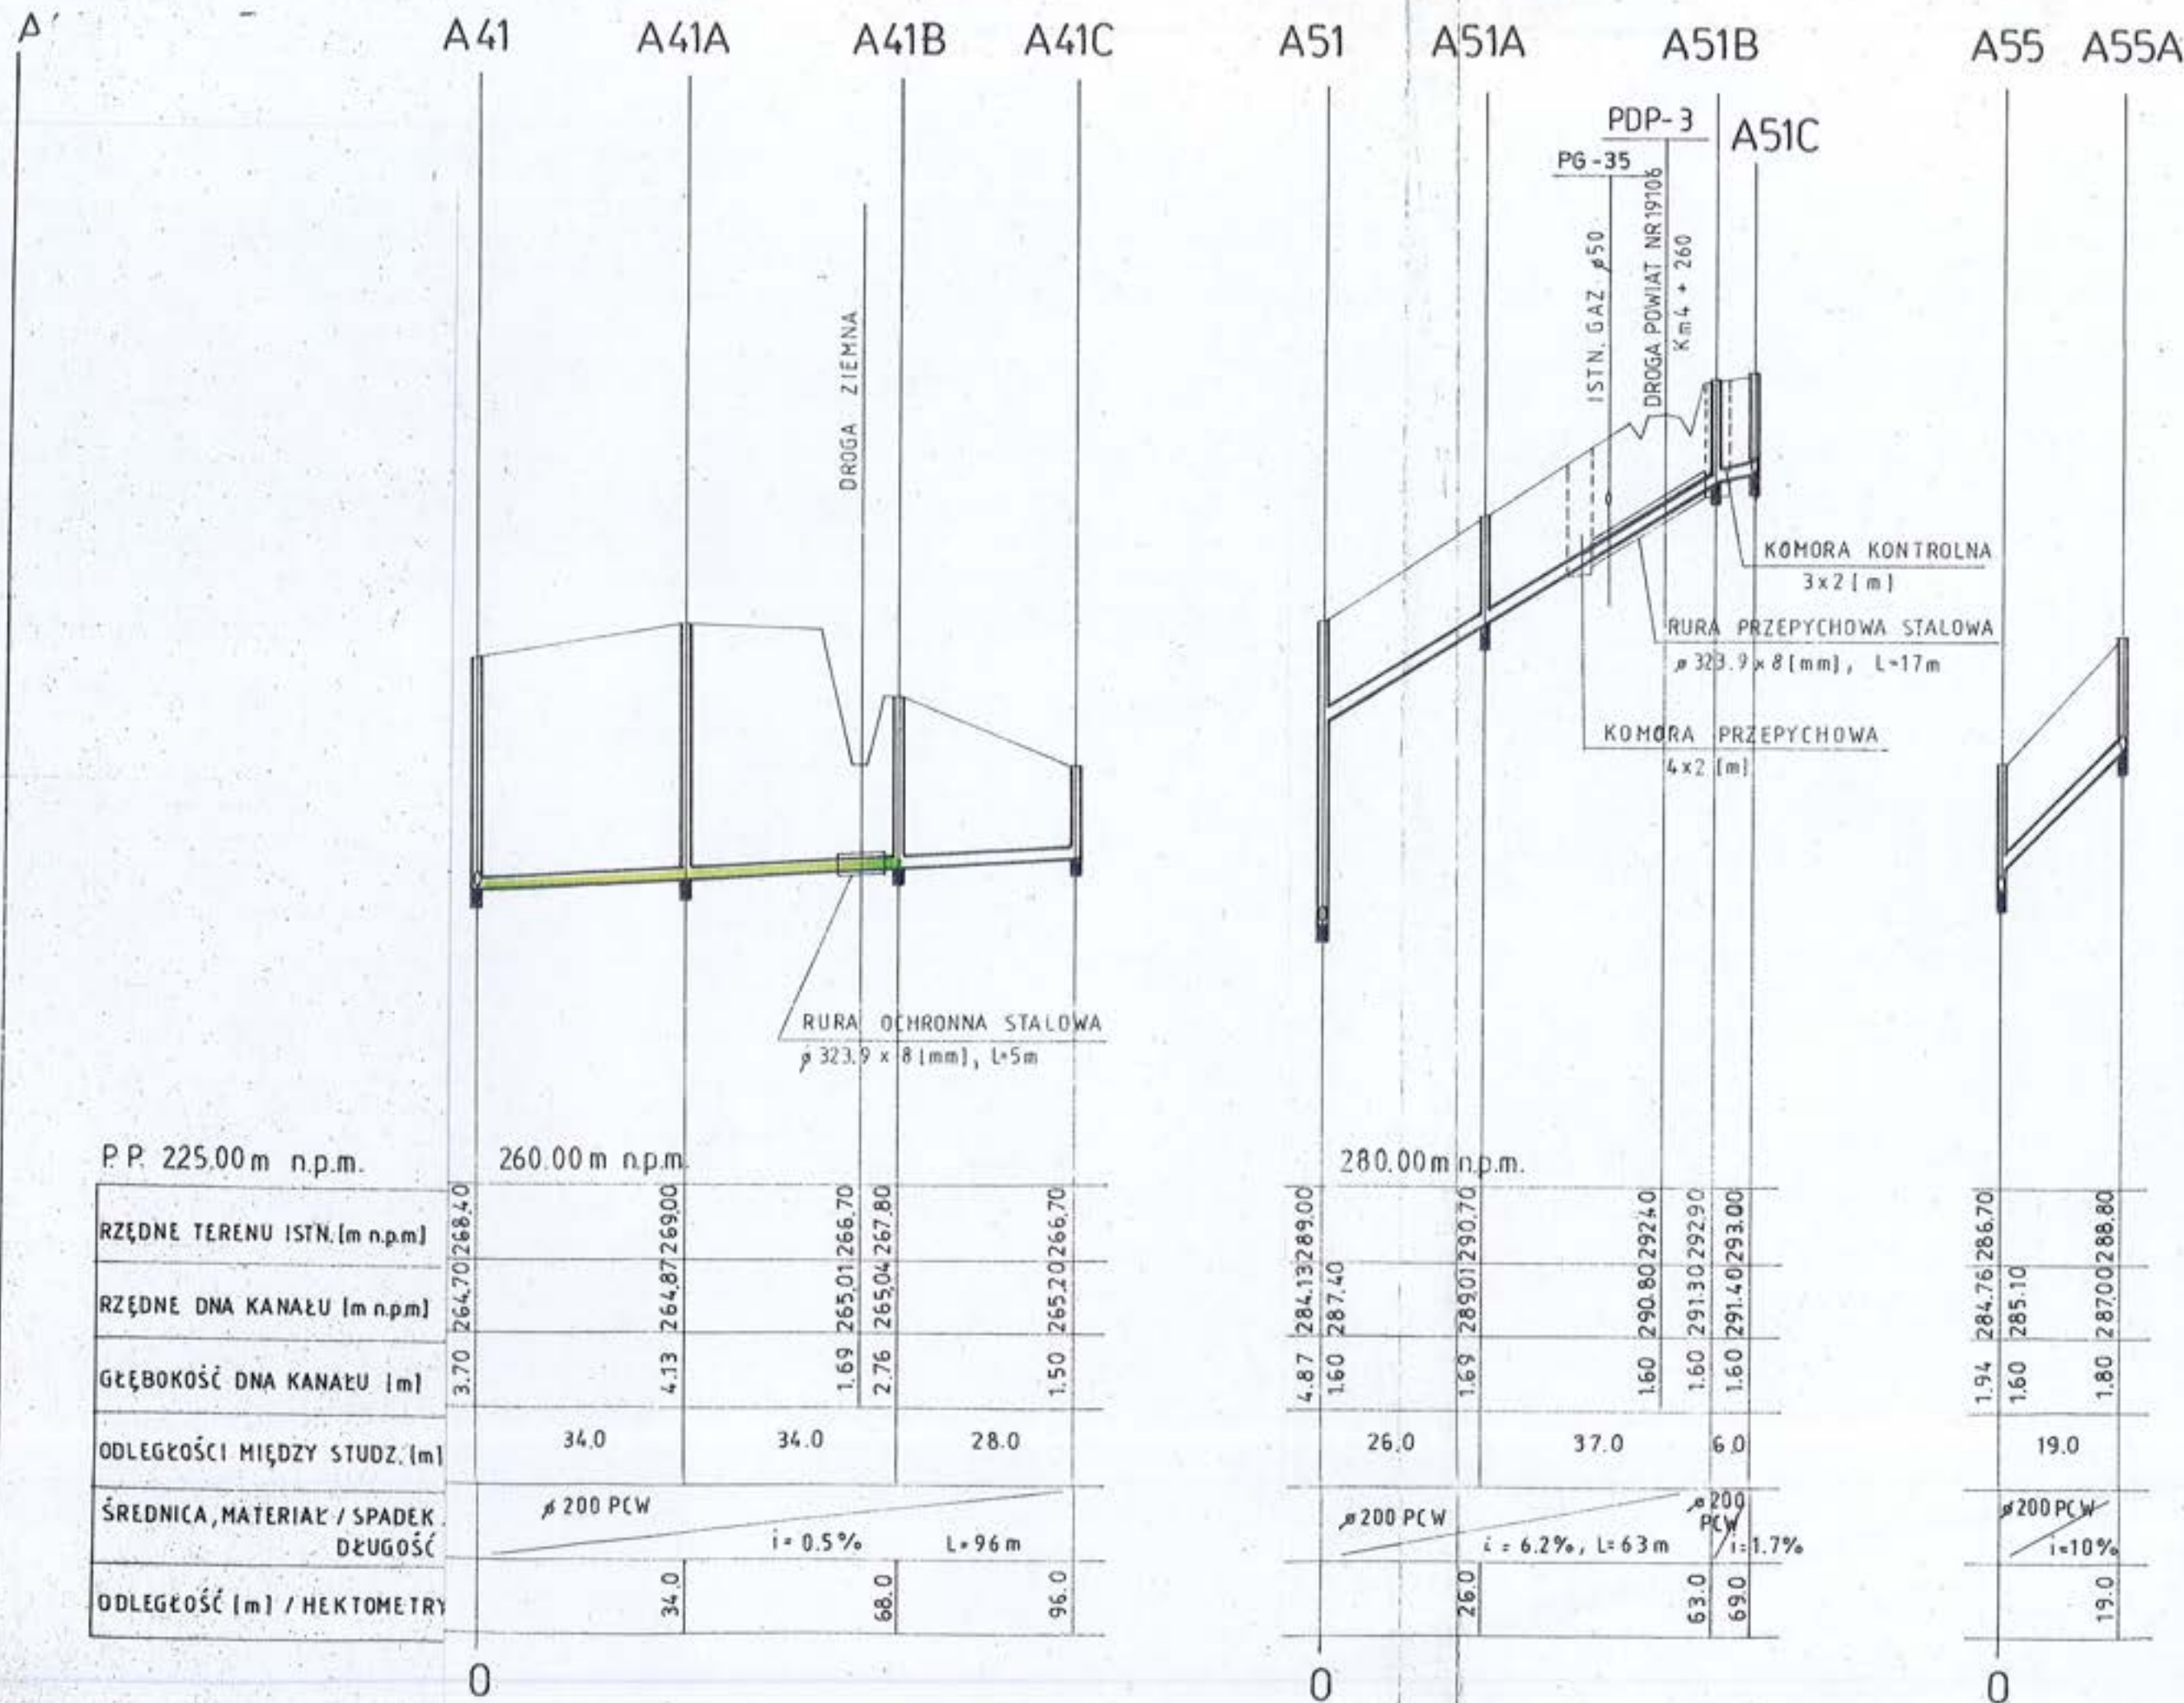 A41 A41A A41B A41C A51 A51A A51B A55 A55A
PDP-3 A51C
PG-35
DROGA ZIEMNA
ISTN. GAZ. ø50
DROGA POWIAT NR19106
Km4 + 260
KOMORA KONTROLNA
3x2 [m]
RURA PRZEPYCHOWA STALOWA
ø 323.9 x 8 [mm], L=17m
KOMORA PRZEPYCHOWA
4x2 [m]
RURA OCHRONNA STALOWA
ø 323.9 x 8 [mm], L=5m
P.P. 225.00m n.p.m. 260.00m n.p.m. 280.00m n.p.m.
RZĘDNE TERENU ISTN. [m n.p.m] 268.40 269.00 266.70 267.80 266.70 289.00 290.70 292.40 292.90 293.00 286.70 288.80
RZĘDNE DNA KANAŁU [m n.p.m] 264.70 264.87 265.01 265.04 265.20 284.13 287.40 289.01 290.80 291.30 291.40 284.76 285.10 287.00
GŁĘBOKOŚĆ DNA KANAŁU [m] 3.70 4.13 1.69 2.76 1.50 4.87 1.60 1.69 1.60 1.60 1.60 1.94 1.60 1.80
ODLEGŁOŚCI MIĘDZY STUDZ. [m] 34.0 34.0 28.0 26.0 37.0 6.0 19.0
ŚREDNICA, MATERIAŁ / SPADEK. ø 200 PCW ø 200 PCW ø 200 PCW ø 200 PCW
DŁUGOŚĆ i = 0.5% L=96m i = 6.2%, L=63m i=1.7% i=10%
ODLEGŁOŚĆ [m] / HEKTOMETRY 34.0 68.0 96.0 26.0 63.0 69.0 19.0
0 0 0